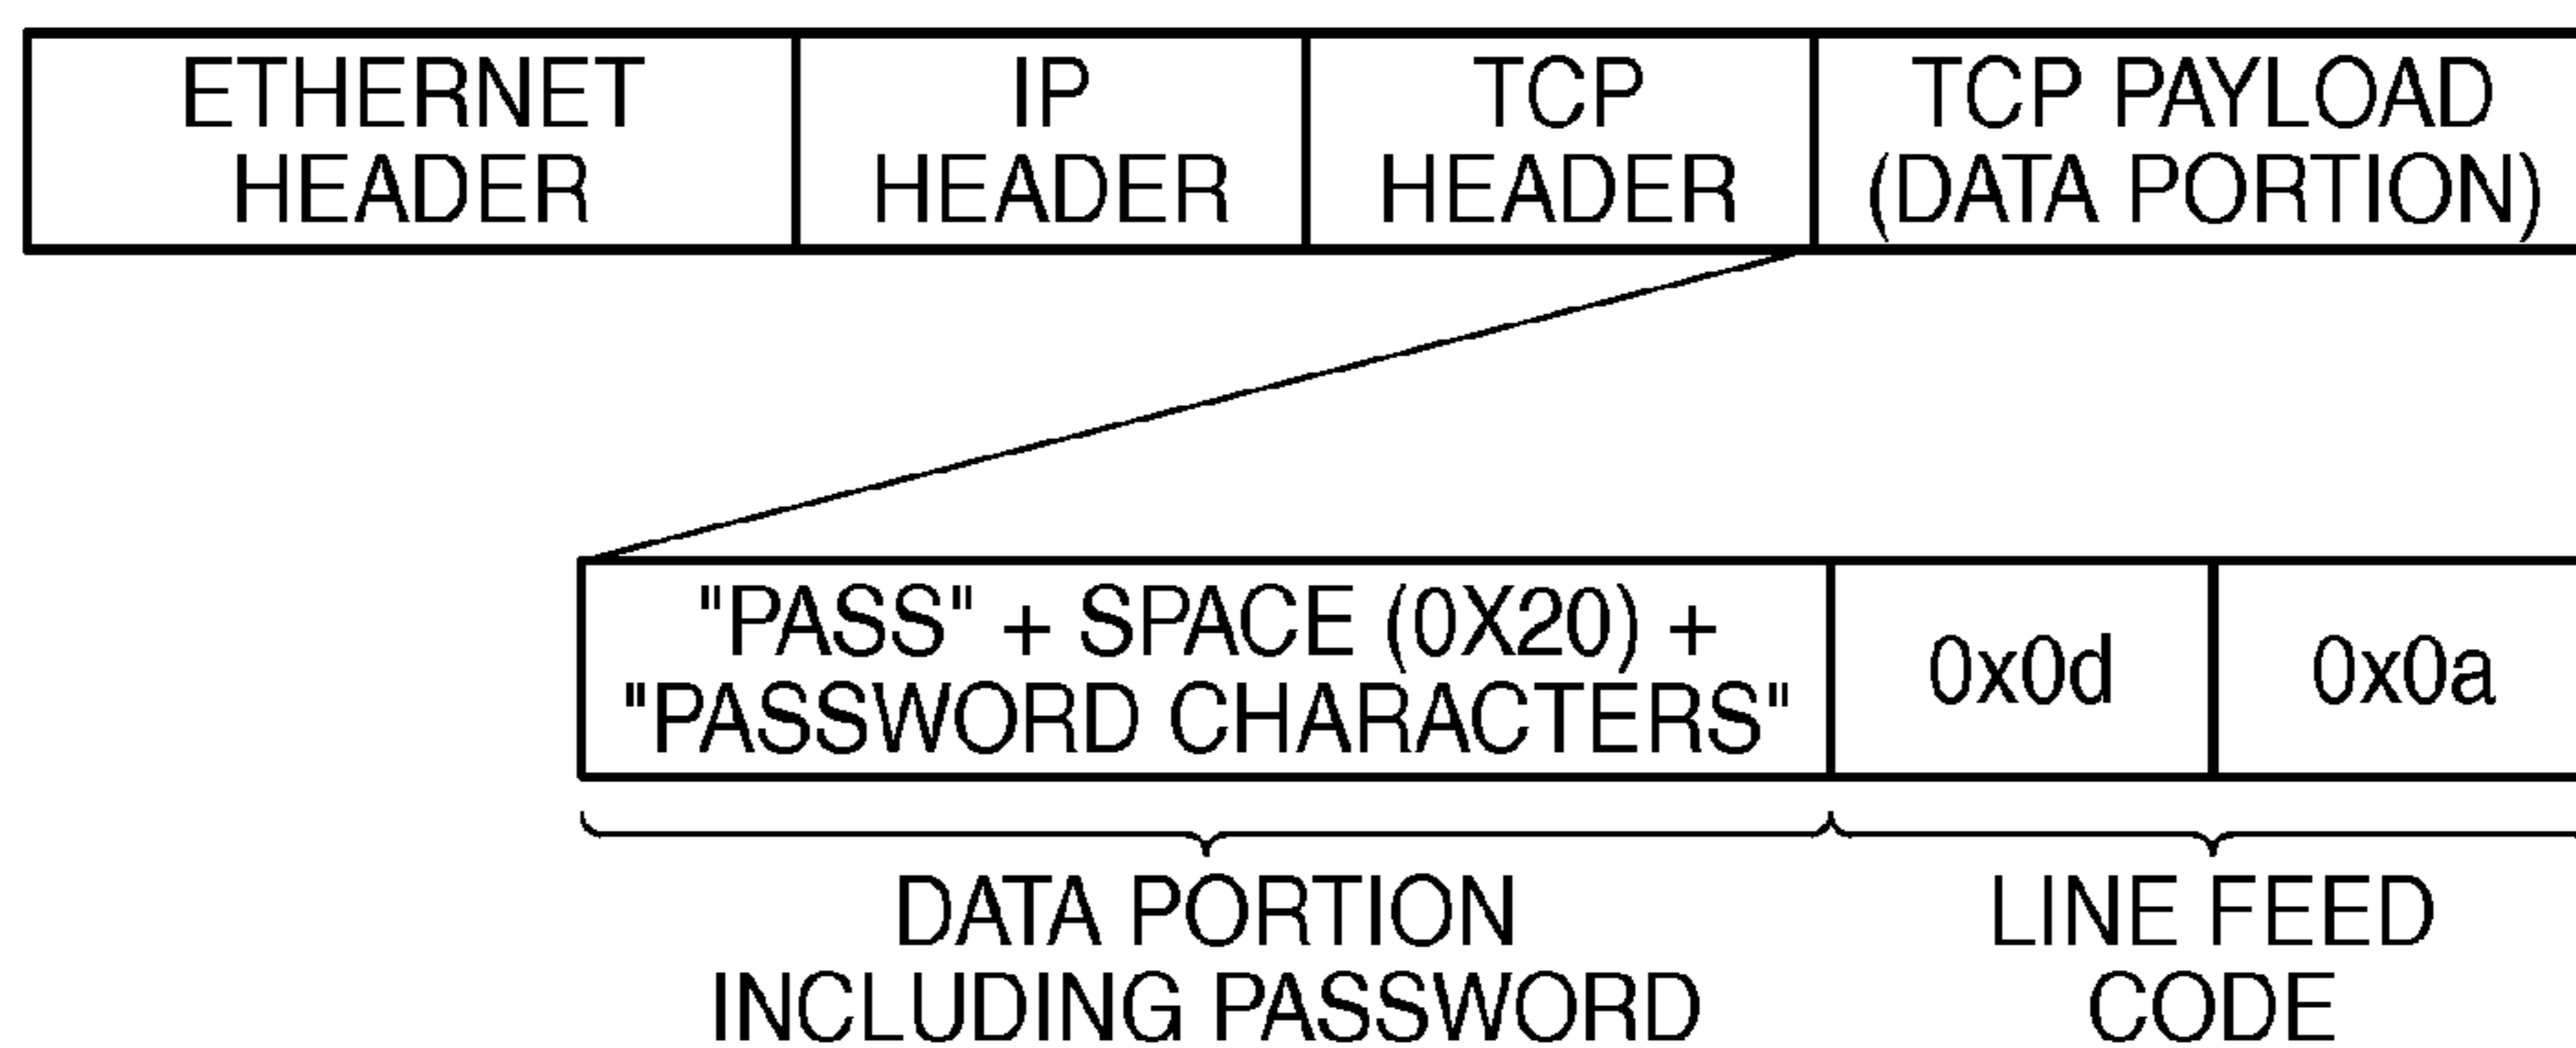 ETHERNET
HEADER
IP
HEADER
TCP
HEADER
TCP PAYLOAD
(DATA PORTION)
"PASS" + SPACE (0X20) +
"PASSWORD CHARACTERS"
0x0d
0x0a
DATA PORTION
INCLUDING PASSWORD
LINE FEED
CODE